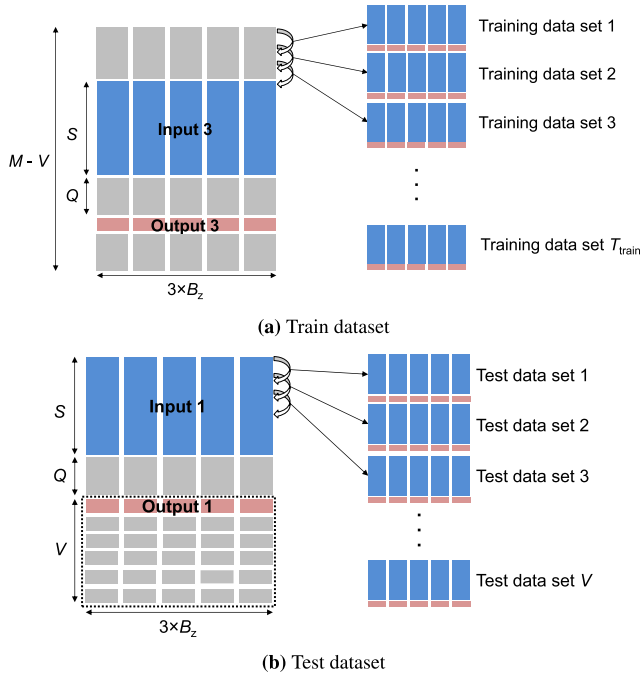 Training data set 1
Training data set 2
Training data set 3
Training data set T_train
M - V
S
Q
Input 3
Output 3
3×B_z
(a) Train dataset
Test data set 1
Test data set 2
Test data set 3
Test data set V
S
Q
V
Input 1
Output 1
3×B_z
(b) Test dataset